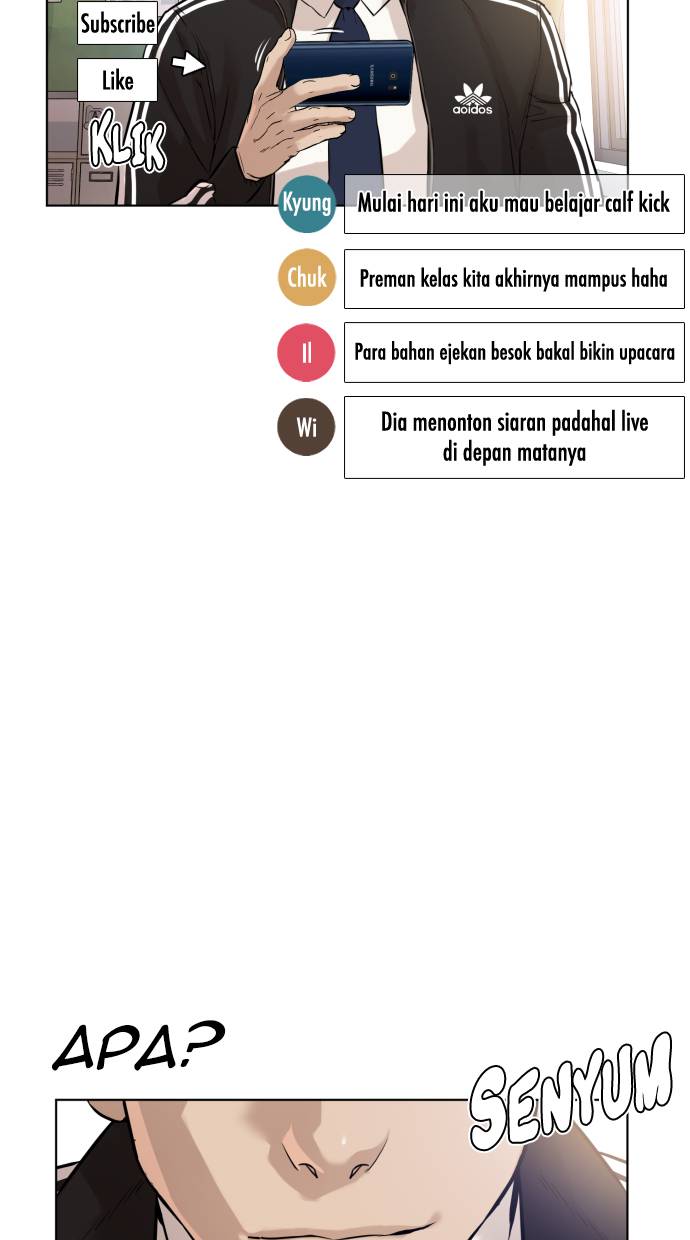 Subscribe
Like
KLIK
SAMSUNG
aoidos
Kyung
Mulai hari ini aku mau belajar calf kick
Chuk
Preman kelas kita akhirnya mampus haha
Il
Para bahan ejekan besok bakal bikin upacara
Wi
Dia menonton siaran padahal live
di depan matanya
APA?
SENYUM